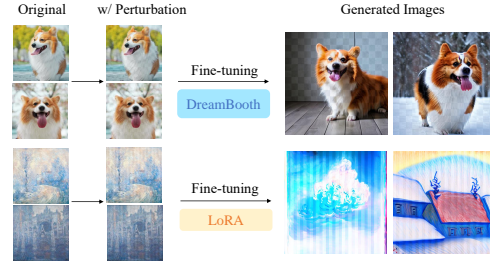 Original
w/ Perturbation
Generated Images
Fine-tuning
DreamBooth
Fine-tuning
LoRA